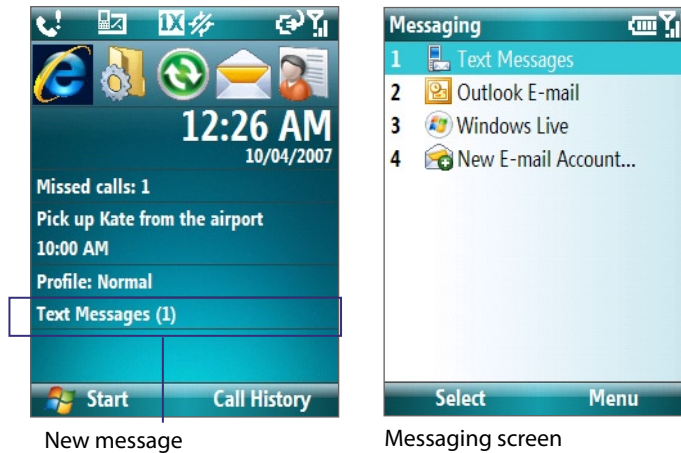 1X
12:26 AM
10/04/2007
Missed calls: 1
Pick up Kate from the airport
10:00 AM
Profile: Normal
Text Messages (1)
Start Call History
New message
Messaging
1 Text Messages
2 Outlook E-mail
3 Windows Live
4 New E-mail Account...
Select Menu
Messaging screen